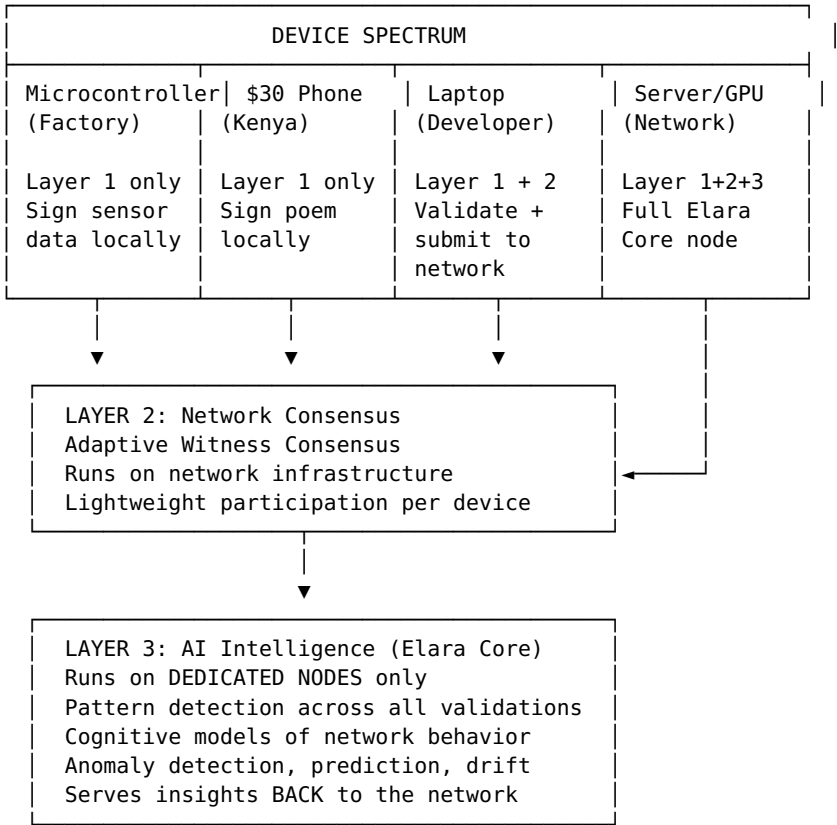 DEVICE SPECTRUM
Microcontroller $30 Phone Laptop Server/GPU
(Factory) (Kenya) (Developer) (Network)
Layer 1 only Layer 1 only Layer 1 + 2 Layer 1+2+3
Sign sensor Sign poem Validate + Full Elara
data locally locally submit to Core node
network
LAYER 2: Network Consensus
Adaptive Witness Consensus
Runs on network infrastructure
Lightweight participation per device
LAYER 3: AI Intelligence (Elara Core)
Runs on DEDICATED NODES only
Pattern detection across all validations
Cognitive models of network behavior
Anomaly detection, prediction, drift
Serves insights BACK to the network